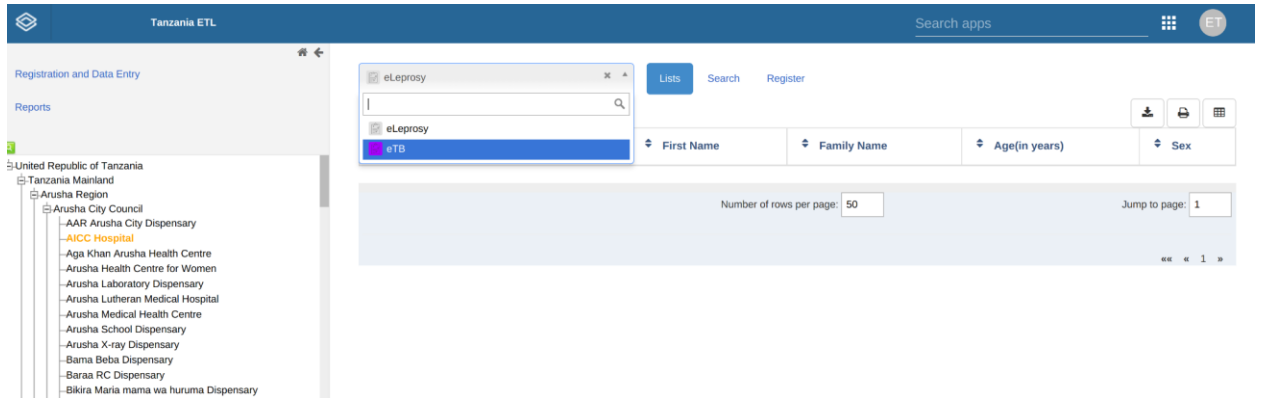 Tanzania ETL
Search apps
ET
Registration and Data Entry
Reports
United Republic of Tanzania
Tanzania Mainland
Arusha Region
Arusha City Council
AAR Arusha City Dispensary
AICC Hospital
Aga Khan Arusha Health Centre
Arusha Health Centre for Women
Arusha Laboratory Dispensary
Arusha Lutheran Medical Hospital
Arusha Medical Health Centre
Arusha School Dispensary
Arusha X-ray Dispensary
Bama Beba Dispensary
Baraa RC Dispensary
Bikira Maria mama wa huruma Dispensary
eLeprosy
Lists Search Register
eLeprosy
eTB
First Name Family Name Age(in years) Sex
Number of rows per page: 50 Jump to page: 1
«« « 1 »